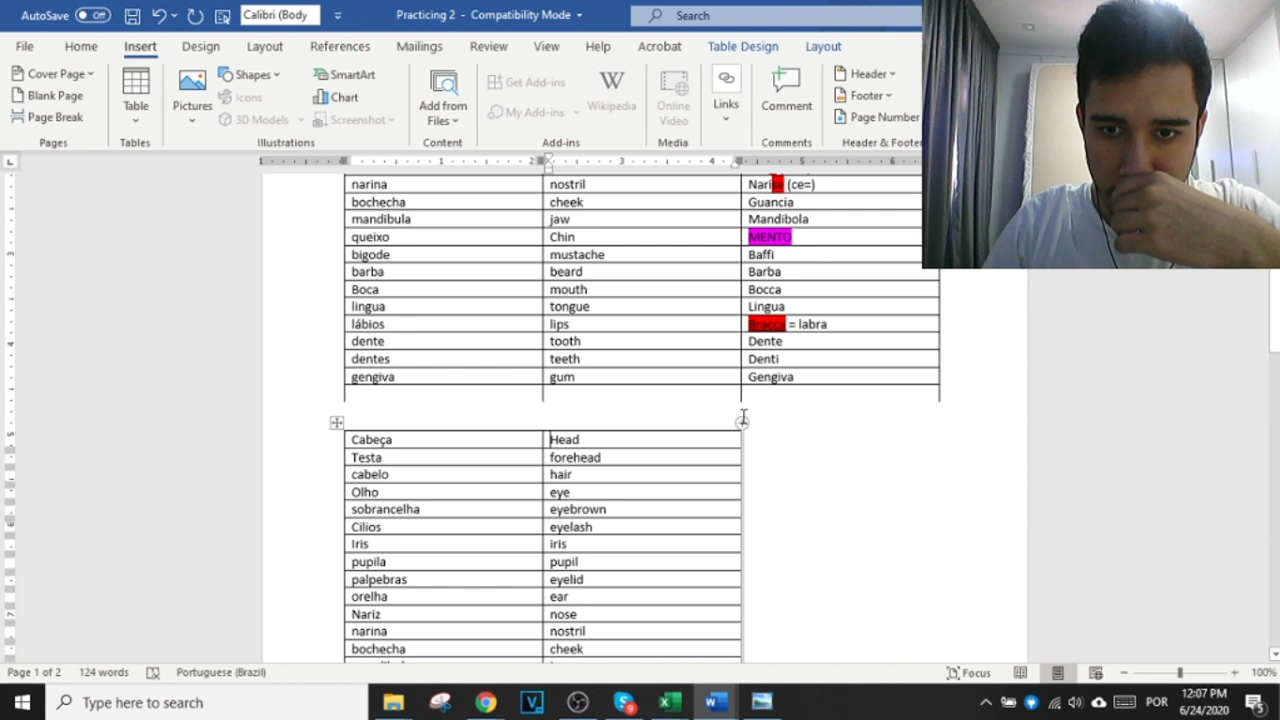 AutoSave Off Calibri (Body Practicing 2 - Compatibility Mode Search
File Home Insert Design Layout References Mailings Review View Help Acrobat Table Design Layout
Cover Page
Blank Page
Page Break
Pages
Table
Tables
Pictures
Shapes
Icons
3D Models
SmartArt
Chart
Screenshot
Illustrations
Add from
Files
Content
Get Add-ins
My Add-ins
Wikipedia
Add-ins
Online
Video
Media
Links
Comment
Comments
Header
Footer
Page Number
Header & Foote
narina nostril Narise (ce=)
bochecha cheek Guancia
mandibula jaw Mandibola
queixo Chin MENTO
bigode mustache Baffi
barba beard Barba
Boca mouth Bocca
lingua tongue Lingua
lábios lips Bracca = labra
dente tooth Dente
dentes teeth Denti
gengiva gum Gengiva
Cabeça Head
Testa forehead
cabelo hair
Olho eye
sobrancelha eyebrown
Cílios eyelash
Iris iris
pupila pupil
palpebras eyelid
orelha ear
Nariz nose
narina nostril
bochecha cheek
Page 1 of 2 124 words Portuguese (Brazil) Focus 100%
Type here to search POR 12:07 PM
6/24/2020